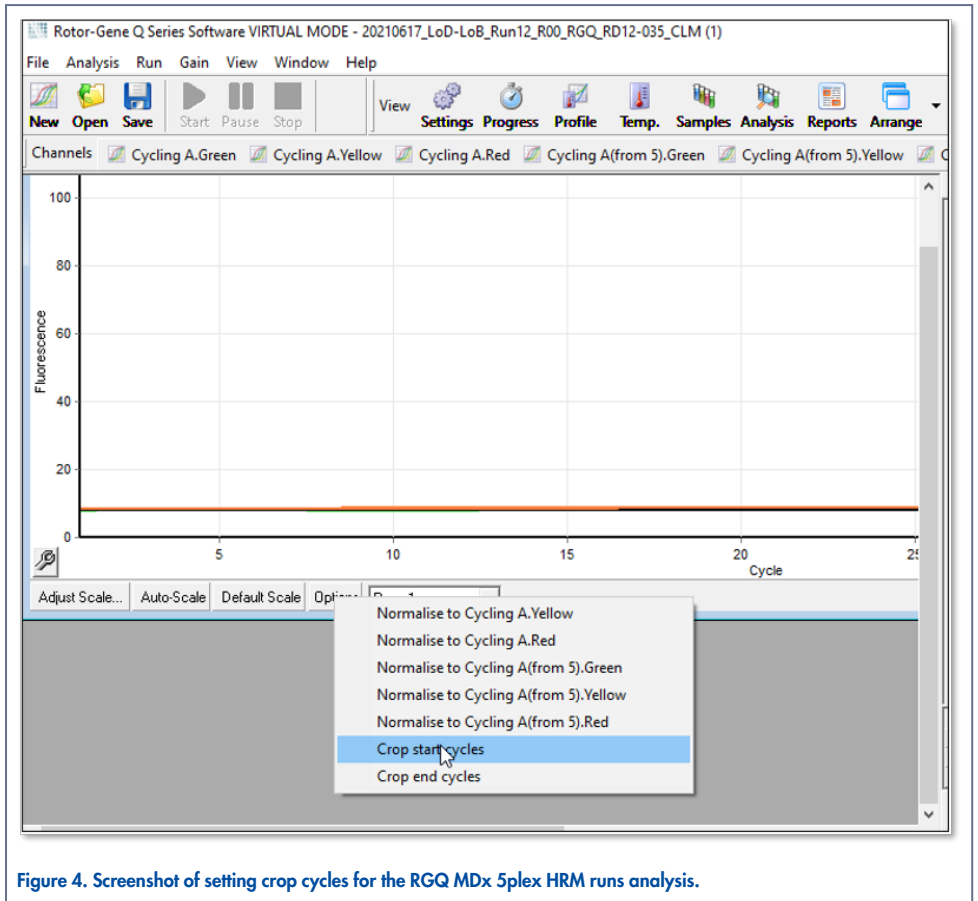 Rotor-Gene Q Series Software VIRTUAL MODE - 20210617_LoD-LoB_Run12_R00_RGQ_RD12-035_CLM (1)
File Analysis Run Gain View Window Help
New Open Save Start Pause Stop View Settings Progress Profile Temp. Samples Analysis Reports Arrange
Channels Cycling A.Green Cycling A.Yellow Cycling A.Red Cycling A(from 5).Green Cycling A(from 5).Yellow
100
80
60
40
20
0
Fluorescence
5 10 15 20
Cycle
Adjust Scale... Auto-Scale Default Scale
Normalise to Cycling A.Yellow
Normalise to Cycling A.Red
Normalise to Cycling A(from 5).Green
Normalise to Cycling A(from 5).Yellow
Normalise to Cycling A(from 5).Red
Crop start cycles
Crop end cycles
Figure 4. Screenshot of setting crop cycles for the RGQ MDx 5plex HRM runs analysis.